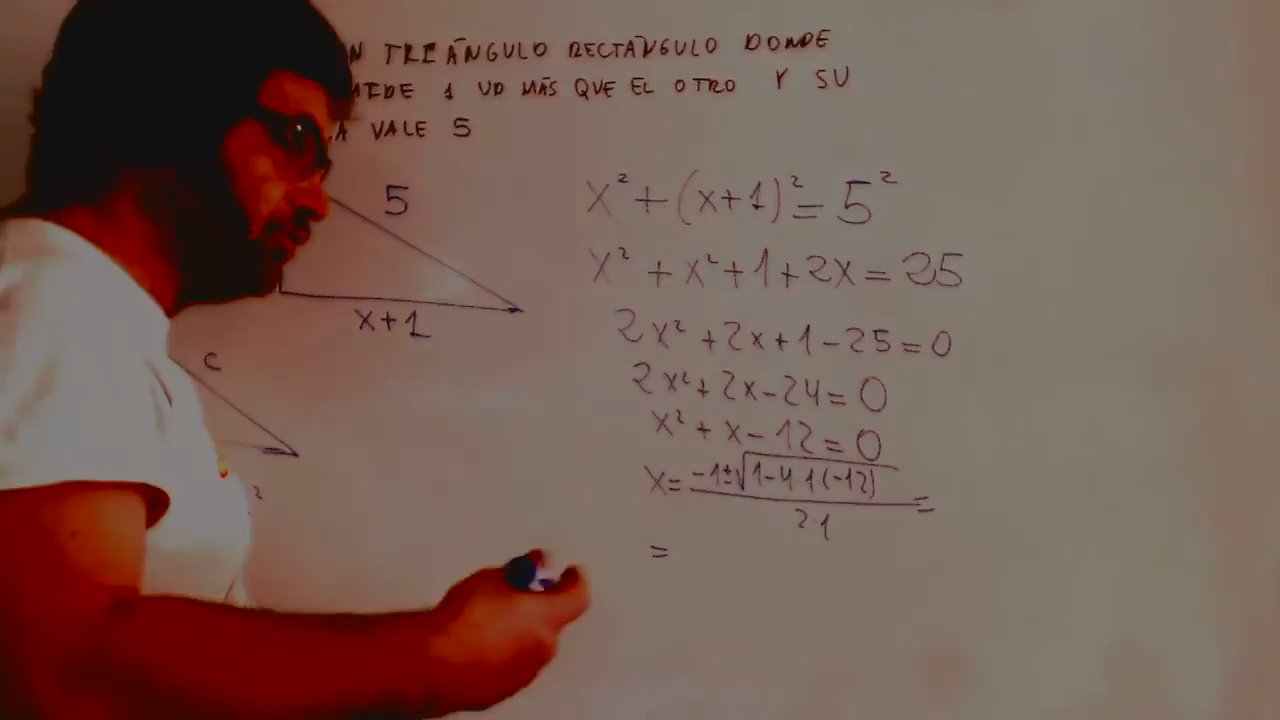 TRIÁNGULO RECTÁNGULO DONDE
1 UD MÁS QUE EL OTRO Y SU
VALE 5
5
x+1
c
2
x² + (x+1)² = 5²
x² + x² + 1 + 2x = 25
2x² + 2x + 1 - 25 = 0
2x² + 2x - 24 = 0
x² + x - 12 = 0
x = (-1 ± √(1 - 4·1(-12))) / 2·1 =
=